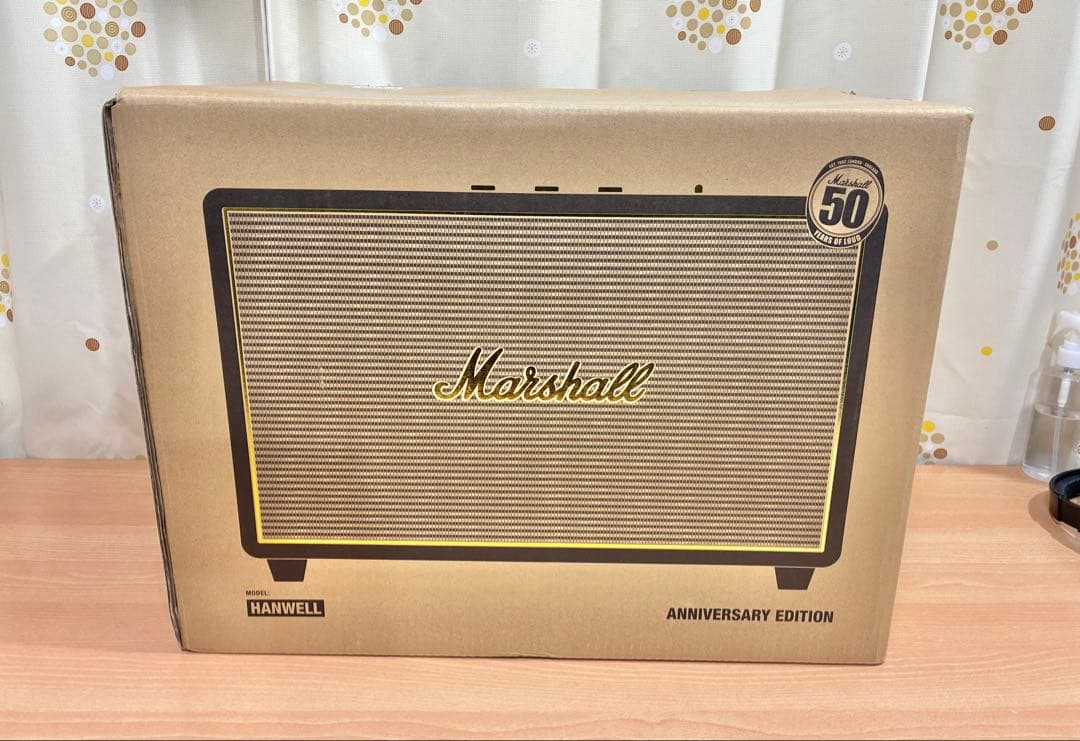 Marshall
50
YEARS OF LOUD
Marshall
MODEL:
HANWELL
ANNIVERSARY EDITION